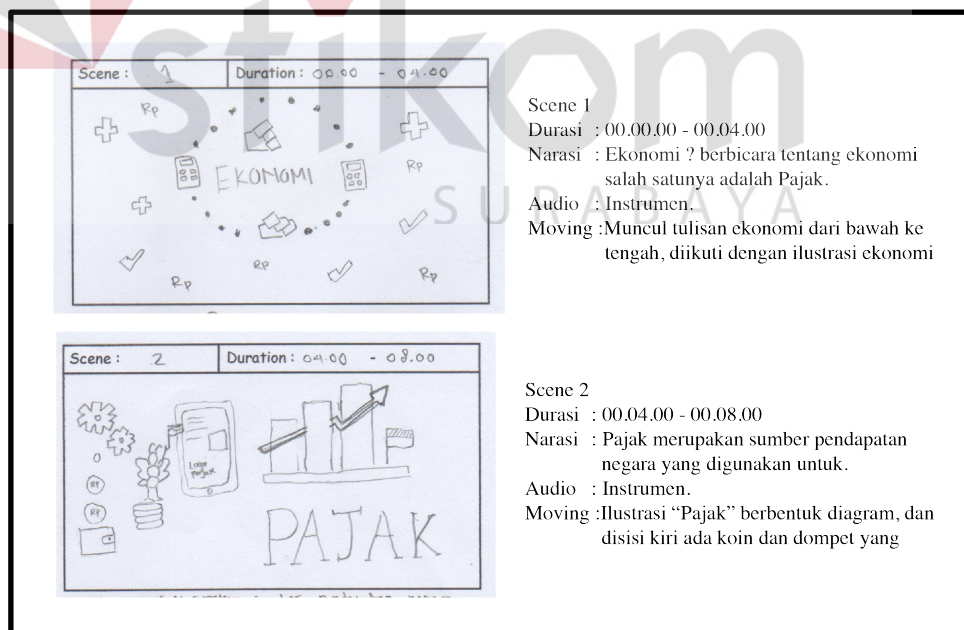 stikom
SURABAYA
Scene : 1 Duration : 00.00 - 04.00
Rp
EKONOMI
Rp
Rp
Rp
Rp
Scene 1
Durasi : 00.00.00 - 00.04.00
Narasi : Ekonomi ? berbicara tentang ekonomi
salah satunya adalah Pajak.
Audio : Instrumen.
Moving :Muncul tulisan ekonomi dari bawah ke
tengah, diikuti dengan ilustrasi ekonomi
Scene : 2 Duration : 04.00 - 08.00
Logo
Pajak
RP
RP
PAJAK
Scene 2
Durasi : 00.04.00 - 00.08.00
Narasi : Pajak merupakan sumber pendapatan
negara yang digunakan untuk.
Audio : Instrumen.
Moving :Ilustrasi “Pajak” berbentuk diagram, dan
disisi kiri ada koin dan dompet yang